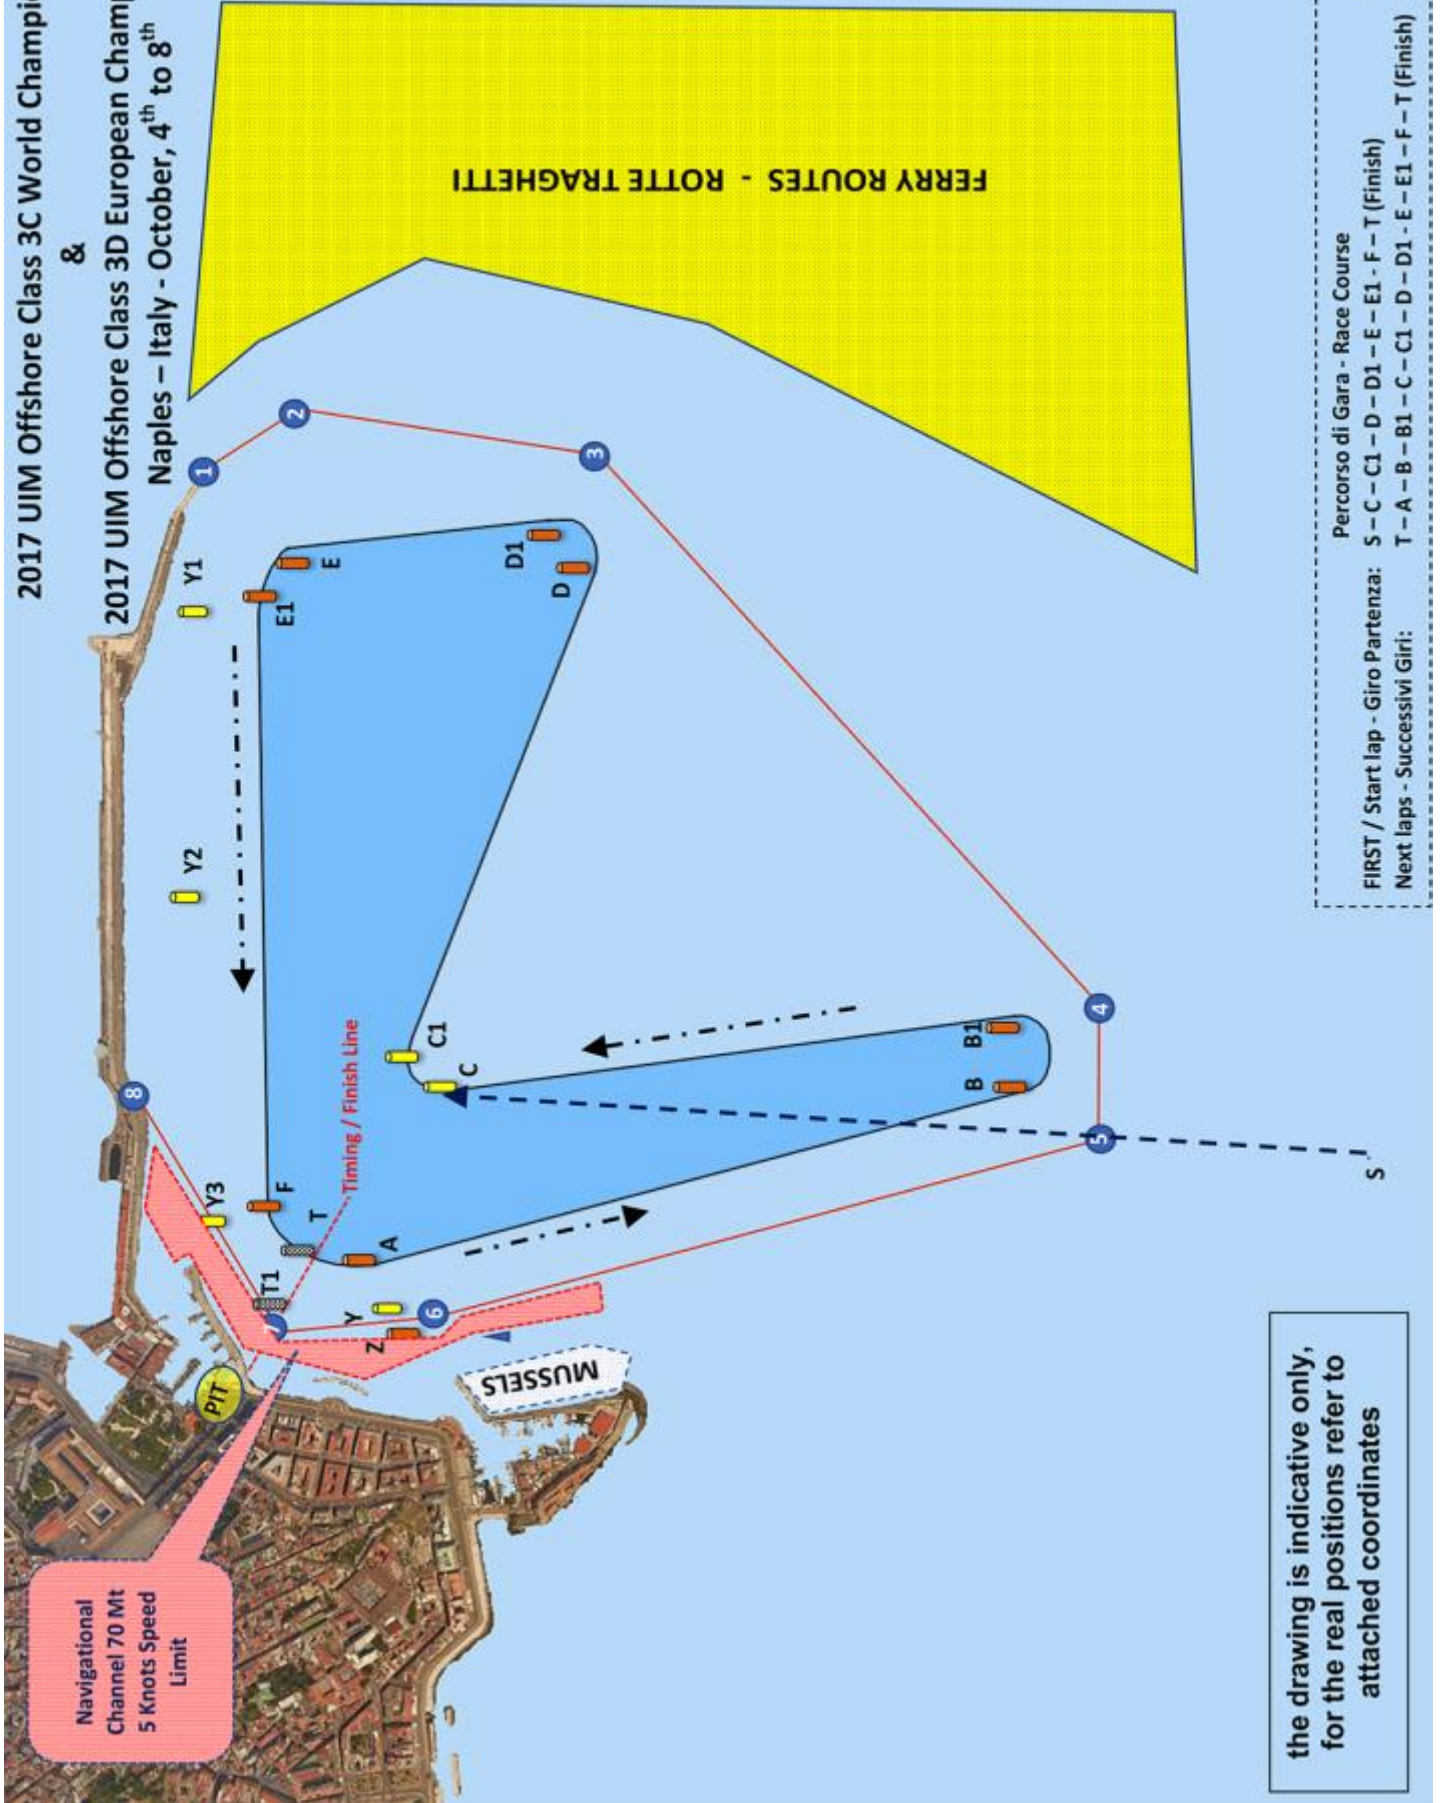 2017 UIM Offshore Class 3C World Champi
&
2017 UIM Offshore Class 3D European Champ
Naples – Italy - October, 4th to 8th
Navigational
Channel 70 Mt
5 Knots Speed
Limit
PIT
8
Y3
Y2
Y1
1
2
T1
7
F
T
Timing / Finish Line
E1
E
Y
Z
A
6
C1
C
D1
D
3
MUSSELS
B
B1
5
4
S
FERRY ROUTES - ROTTE TRAGHETTI
the drawing is indicative only,
for the real positions refer to
attached coordinates
Percorso di Gara - Race Course
FIRST / Start lap - Giro Partenza: S – C – C1 – D – D1 – E – E1 - F – T (Finish)
Next laps - Successivi Giri: T – A – B – B1 – C – C1 – D – D1 - E – E1 – F – T (Finish)